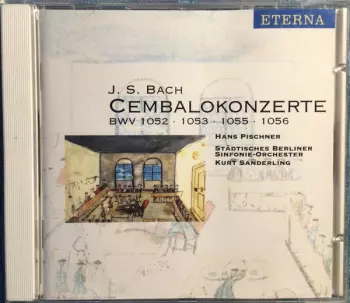 ETERNA
J. S. BACH
CEMBALOKONZERTE
BWV 1052 · 1053 · 1055 · 1056
HANS PISCHNER
STÄDTISCHES BERLINER
SINFONIE-ORCHESTER
KURT SANDERLING